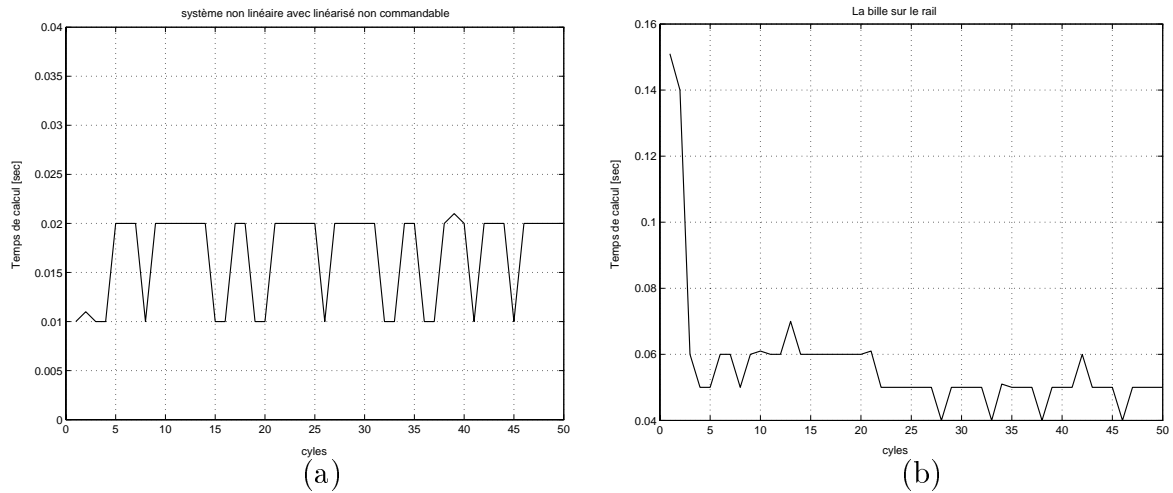 système non linéaire avec linéarisé non commandable
0.04
0.035
0.03
0.025
0.02
0.015
0.01
0.005
0
Temps de calcul [sec]
0 5 10 15 20 25 30 35 40 45 50
cyles
(a)
La bille sur le rail
0.16
0.14
0.12
0.1
0.08
0.06
0.04
Temps de calcul [sec]
0 5 10 15 20 25 30 35 40 45 50
cyles
(b)